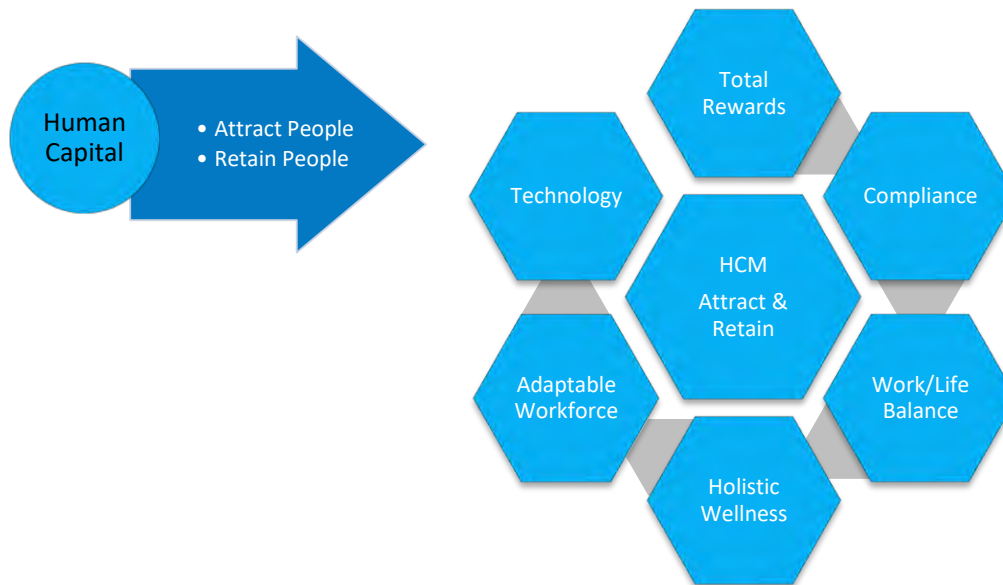 Human
Capital
• Attract People
• Retain People
Total
Rewards
Technology
Compliance
HCM
Attract &
Retain
Adaptable
Workforce
Work/Life
Balance
Holistic
Wellness